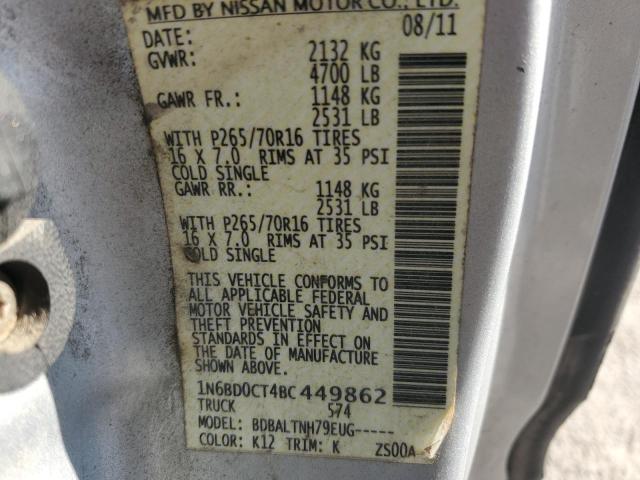 MFD BY NISSAN MOTOR CO., LTD.
DATE: 08/11
GVWR: 2132 KG
4700 LB
GAWR FR.: 1148 KG
2531 LB
WITH P265/70R16 TIRES
16 X 7.0 RIMS AT 35 PSI
COLD SINGLE
GAWR RR.: 1148 KG
2531 LB
WITH P265/70R16 TIRES
16 X 7.0 RIMS AT 35 PSI
COLD SINGLE
THIS VEHICLE CONFORMS TO
ALL APPLICABLE FEDERAL
MOTOR VEHICLE SAFETY AND
THEFT PREVENTION
STANDARDS IN EFFECT ON
THE DATE OF MANUFACTURE
SHOWN ABOVE.
1N6BD0CT4BC449862
TRUCK 574
MODEL: BDBALTNH79EUG-----
COLOR: K12 TRIM: K ZS00A